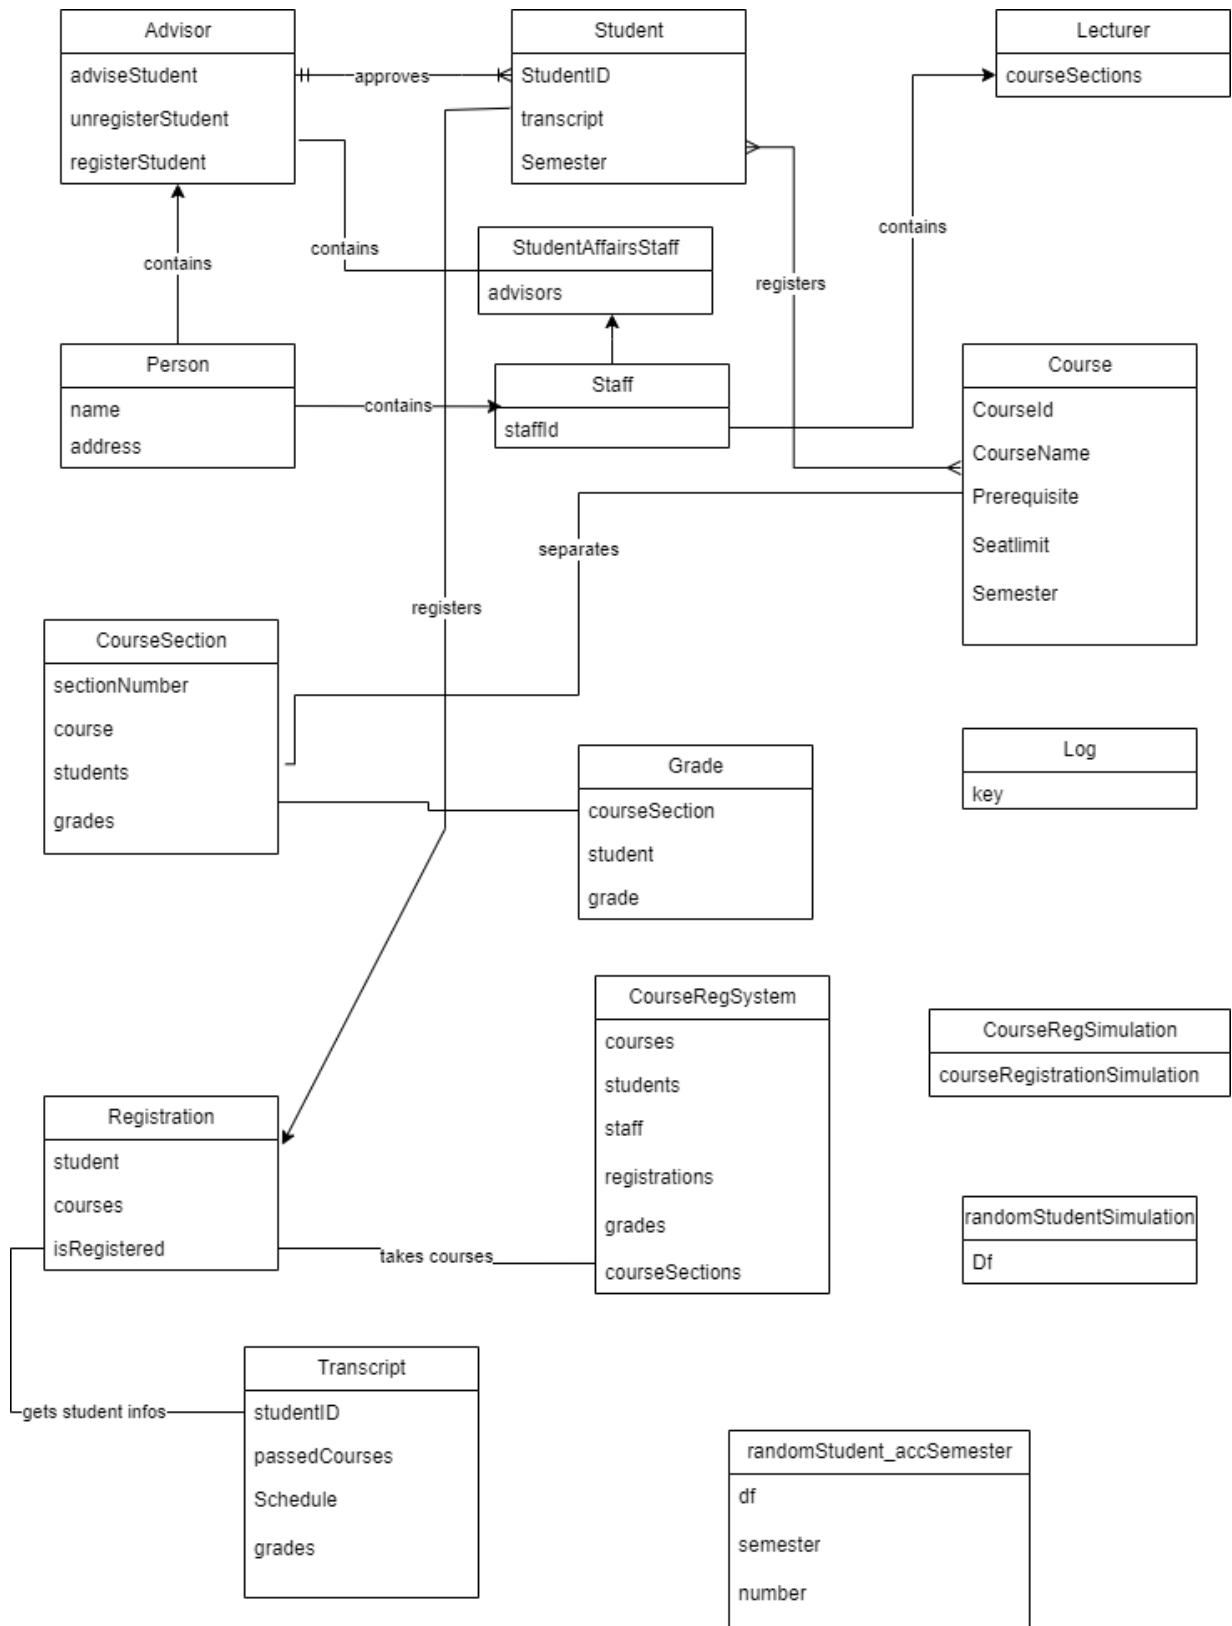 Advisor
adviseStudent
unregisterStudent
registerStudent
approves
Student
StudentID
transcript
Semester
Lecturer
courseSections
contains
contains
contains
registers
StudentAffairsStaff
advisors
Person
name
address
contains
Staff
staffId
Course
CourseId
CourseName
Prerequisite
Seatlimit
Semester
separates
registers
CourseSection
sectionNumber
course
students
grades
Grade
courseSection
student
grade
Log
key
CourseRegSystem
courses
students
staff
registrations
grades
courseSections
CourseRegSimulation
courseRegistrationSimulation
Registration
student
courses
isRegistered
takes courses
randomStudentSimulation
Df
gets student infos
Transcript
studentID
passedCourses
Schedule
grades
randomStudent_accSemester
df
semester
number